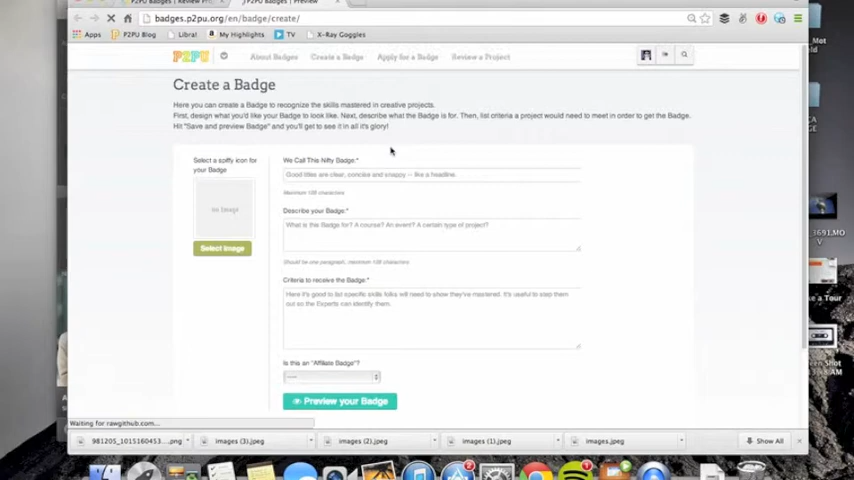 P2PU Badges | Review Pro
P2PU Badges | Preview
badges.p2pu.org/en/badge/create/
Apps P2PU Blog Libra! My Highlights TV X-Ray Goggles
P2PU About Badges Create a Badge Apply for a Badge Review a Project
Create a Badge
Here you can create a Badge to recognize the skills mastered in creative projects.
First, design what you'd like your Badge to look like. Next, describe what the Badge is for. Then, list criteria a project would need to meet in order to get the Badge.
Hit "Save and preview Badge" and you'll get to see it in all it's glory!
Select a spiffy icon for
your Badge
no image
Select Image
We Call This Nifty Badge:*
Good titles are clear, concise and snappy -- like a headline.
Maximum 128 characters
Describe your Badge:*
What is this Badge for? A course? An event? A certain type of project?
Should be one paragraph, maximum 128 characters
Criteria to receive the Badge:*
Here it's good to list specific skills folks will need to show they've mastered. It's useful to step them
out so the Experts can identify them.
Is this an "Affiliate Badge"?
----
Preview your Badge
Waiting for rawgithub.com...
981205_1015160453....png images (3).jpeg images (2).jpeg images (1).jpeg images.jpeg Show All